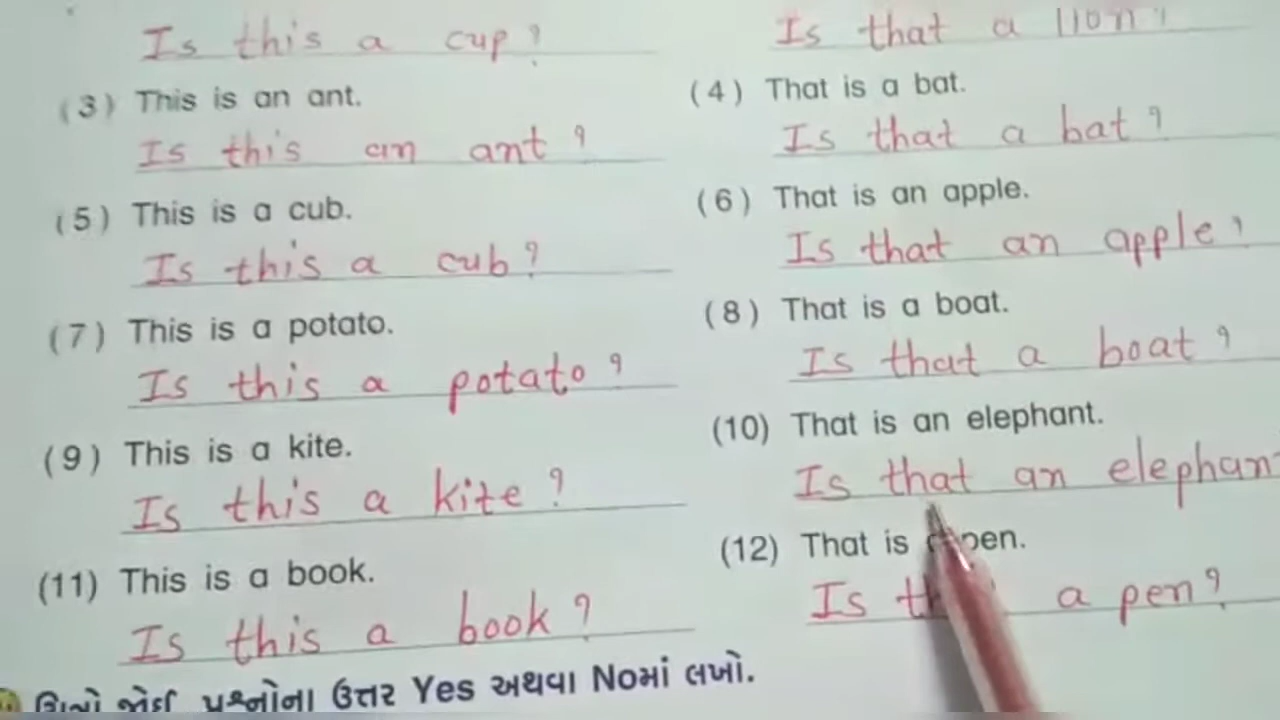 Is this a cup?
Is that a lion?
(3) This is an ant.
Is this an ant?
(4) That is a bat.
Is that a bat?
(5) This is a cub.
Is this a cub?
(6) That is an apple.
Is that an apple?
(7) This is a potato.
Is this a potato?
(8) That is a boat.
Is that a boat?
(9) This is a kite.
Is this a kite?
(10) That is an elephant.
Is that an elephant
(11) This is a book.
Is this a book?
(12) That is pen.
Is a pen?
ચિત્રો જોઈ પ્રશ્નોના ઉત્તર Yes અથવા Noમાં લખો.